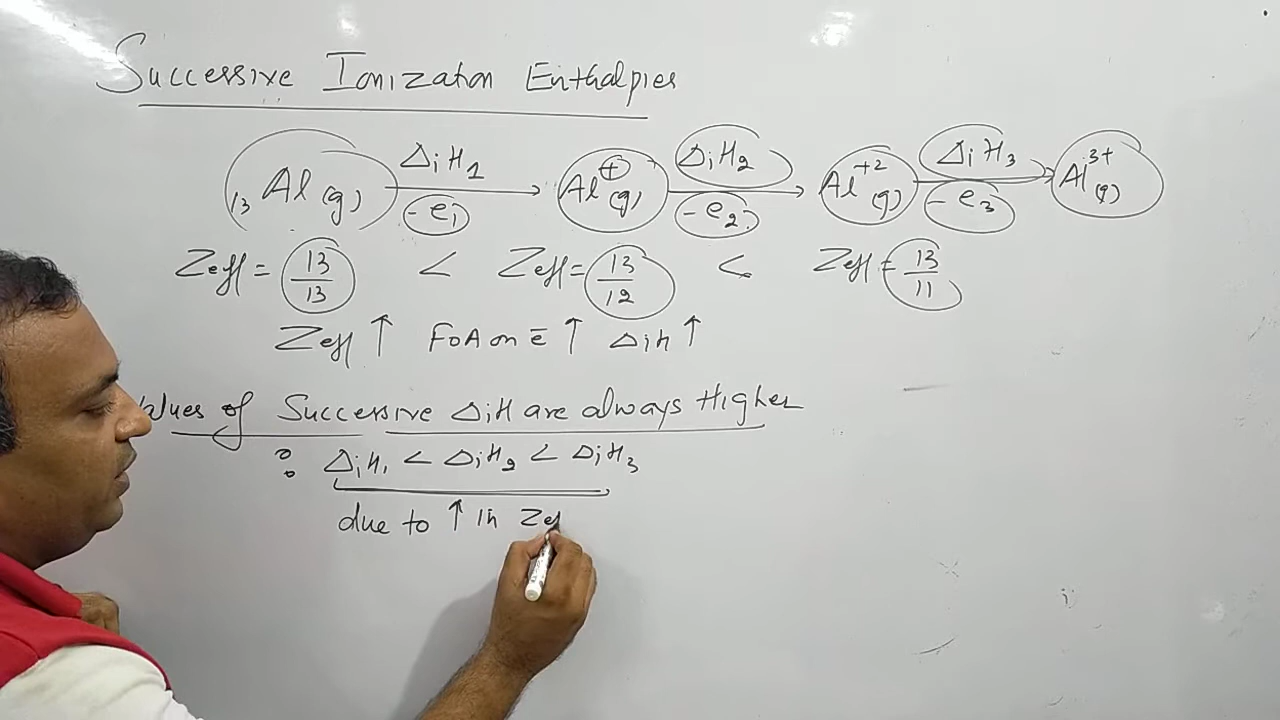 Successive Ionization Enthalpies
₁₃Al(g) ΔᵢH₁ -e₁ Al⁺(g) ΔᵢH₂ -e₂ Al⁺²(g) ΔᵢH₃ -e₃ Al³⁺(g)
Zeff = 13/13 < Zeff = 13/12 < Zeff = 13/11
Zeff ↑ FoA on ē ↑ ΔᵢH ↑
alues of Successive ΔᵢH are always Higher
: ΔᵢH₁ < ΔᵢH₂ < ΔᵢH₃
due to ↑ in Zef